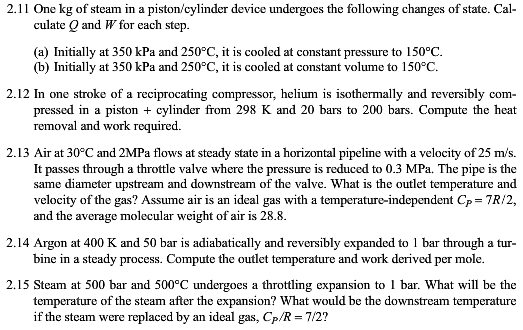 2.11 One kg of steam in a piston/cylinder device undergoes the following changes of state. Cal-
culate Q and W for each step.
(a) Initially at 350 kPa and 250°C, it is cooled at constant pressure to 150°C.
(b) Initially at 350 kPa and 250°C, it is cooled at constant volume to 150°C.
2.12 In one stroke of a reciprocating compressor, helium is isothermally and reversibly com-
pressed in a piston + cylinder from 298 K and 20 bars to 200 bars. Compute the heat
removal and work required.
2.13 Air at 30°C and 2MPa flows at steady state in a horizontal pipeline with a velocity of 25 m/s.
It passes through a throttle valve where the pressure is reduced to 0.3 MPa. The pipe is the
same diameter upstream and downstream of the valve. What is the outlet temperature and
velocity of the gas? Assume air is an ideal gas with a temperature-independent CP = 7R/2,
and the average molecular weight of air is 28.8.
2.14 Argon at 400 K and 50 bar is adiabatically and reversibly expanded to 1 bar through a tur-
bine in a steady process. Compute the outlet temperature and work derived per mole.
2.15 Steam at 500 bar and 500°C undergoes a throttling expansion to 1 bar. What will be the
temperature of the steam after the expansion? What would be the downstream temperature
if the steam were replaced by an ideal gas, CP/R = 7/2?